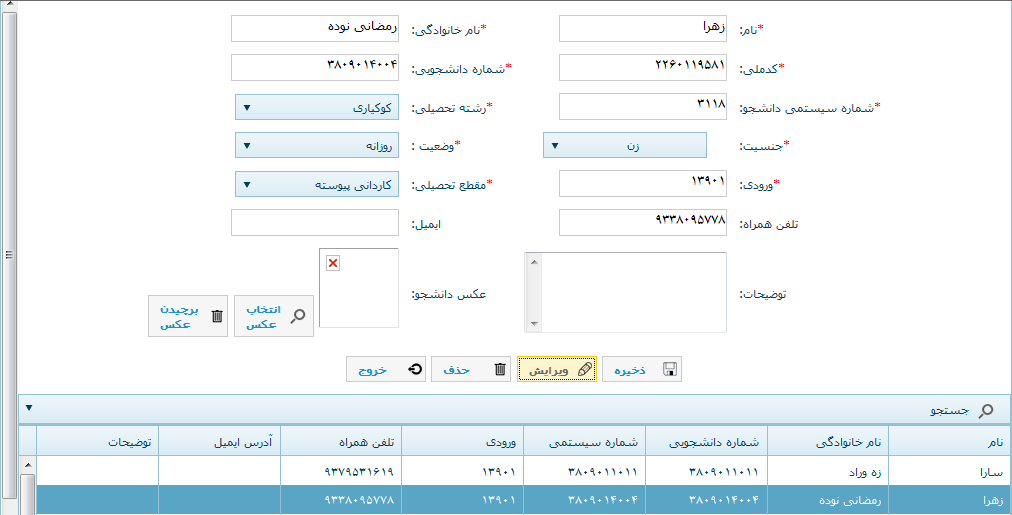 *نام: زهرا *نام خانوادگی: رمضانی نوده
*کدملی: ۲۲۶۰۱۱۹۵۸۱ *شماره دانشجویی: ۳۸۰۹۰۱۴۰۰۴
*شماره سیستمی دانشجو: ۳۱۱۸ *رشته تحصیلی: کوکیاری
*جنسیت: زن *وضعیت : روزانه
*ورودی: ۱۳۹۰۱ *مقطع تحصیلی: کاردانی پیوسته
تلفن همراه: ۹۳۳۸۰۹۵۷۷۸ ایمیل:
توضیحات: عکس دانشجو: انتخاب عکس برچیدن عکس
ذخیره ویرایش حذف خروج
جستجو
نام نام خانوادگی شماره دانشجویی شماره سیستمی ورودی تلفن همراه آدرس ایمیل توضیحات
سارا زه وراد ۳۸۰۹۰۱۱۰۱۱ ۳۸۰۹۰۱۱۰۱۱ ۱۳۹۰۱ ۹۳۷۹۵۳۱۶۱۹
زهرا رمضانی نوده ۳۸۰۹۰۱۴۰۰۴ ۳۸۰۹۰۱۴۰۰۴ ۱۳۹۰۱ ۹۳۳۸۰۹۵۷۷۸